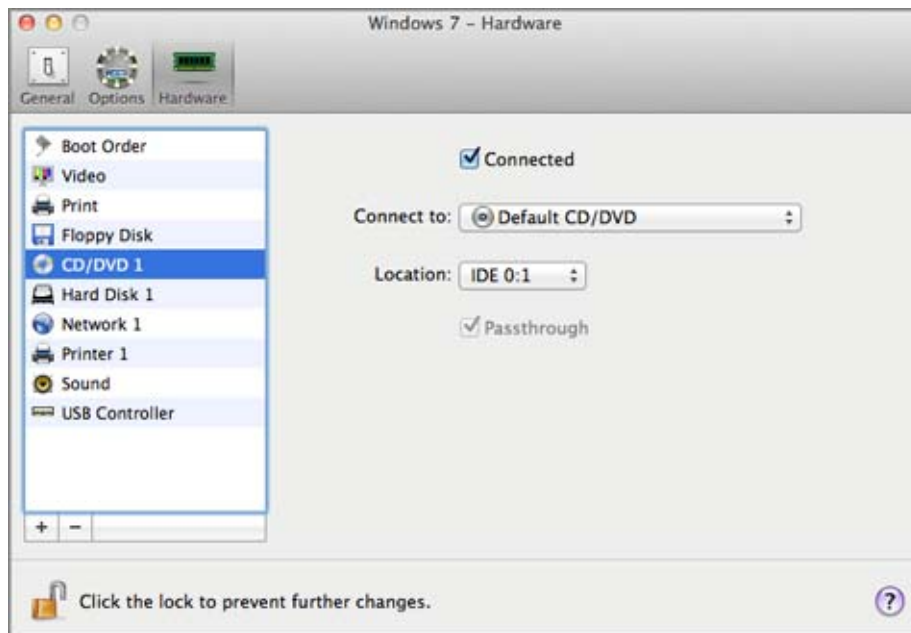 Windows 7 – Hardware
General Options Hardware
Boot Order
Video
Print
Floppy Disk
CD/DVD 1
Hard Disk 1
Network 1
Printer 1
Sound
USB Controller
+ −
Connected
Connect to: Default CD/DVD
Location: IDE 0:1
Passthrough
Click the lock to prevent further changes.
?